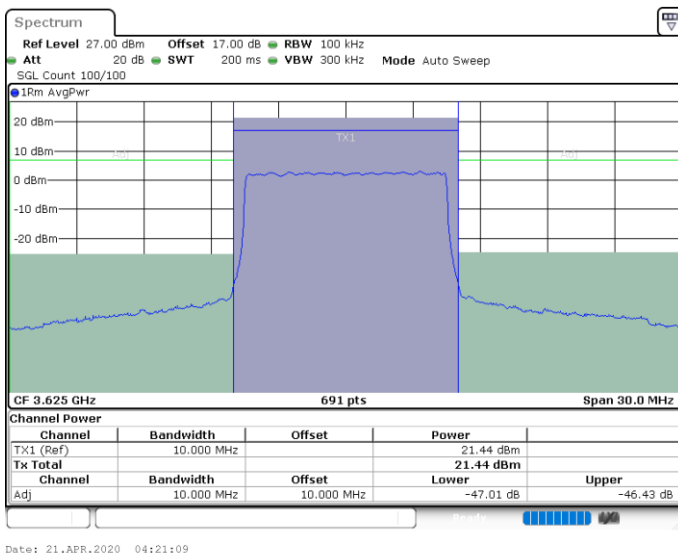 Spectrum
Ref Level 27.00 dBm Offset 17.00 dB RBW 100 kHz
Att 20 dB SWT 200 ms VBW 300 kHz Mode Auto Sweep
SGL Count 100/100
1Rm AvgPwr
20 dBm
TX1
10 dBm
Adj Adj
0 dBm
-10 dBm
-20 dBm
CF 3.625 GHz 691 pts Span 30.0 MHz
Channel Power
Channel Bandwidth Offset Power
TX1 (Ref) 10.000 MHz 21.44 dBm
Tx Total 21.44 dBm
Channel Bandwidth Offset Lower Upper
Adj 10.000 MHz 10.000 MHz -47.01 dB -46.43 dB
Ready
Date: 21.APR.2020 04:21:09